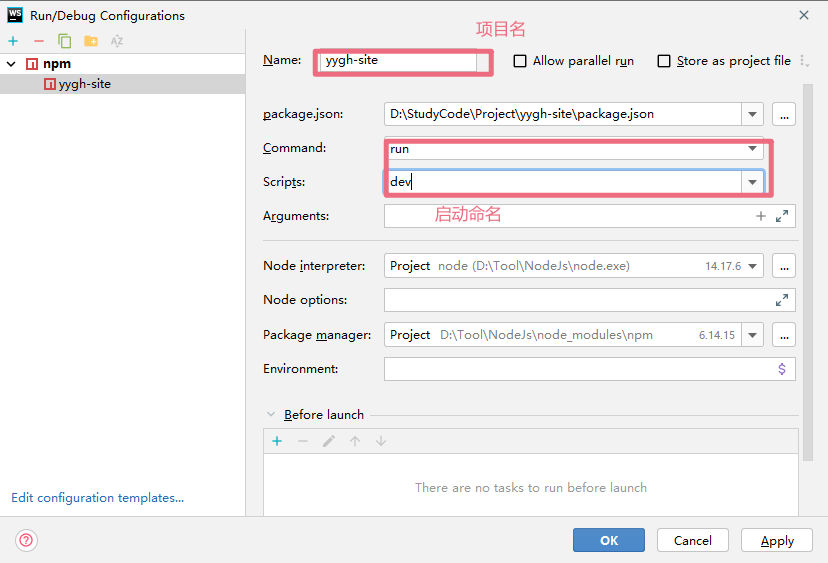 WS Run/Debug Configurations
项目名
npm
yygh-site
Edit configuration templates...
Name: yygh-site Allow parallel run Store as project file
package.json: D:\StudyCode\Project\yygh-site\package.json ...
Command: run
Scripts: dev
Arguments: 启动命名
Node interpreter: Project node (D:\Tool\NodeJs\node.exe) 14.17.6 ...
Node options:
Package manager: Project D:\Tool\NodeJs\node_modules\npm 6.14.15 ...
Environment: $
Before launch
There are no tasks to run before launch
? OK Cancel Apply